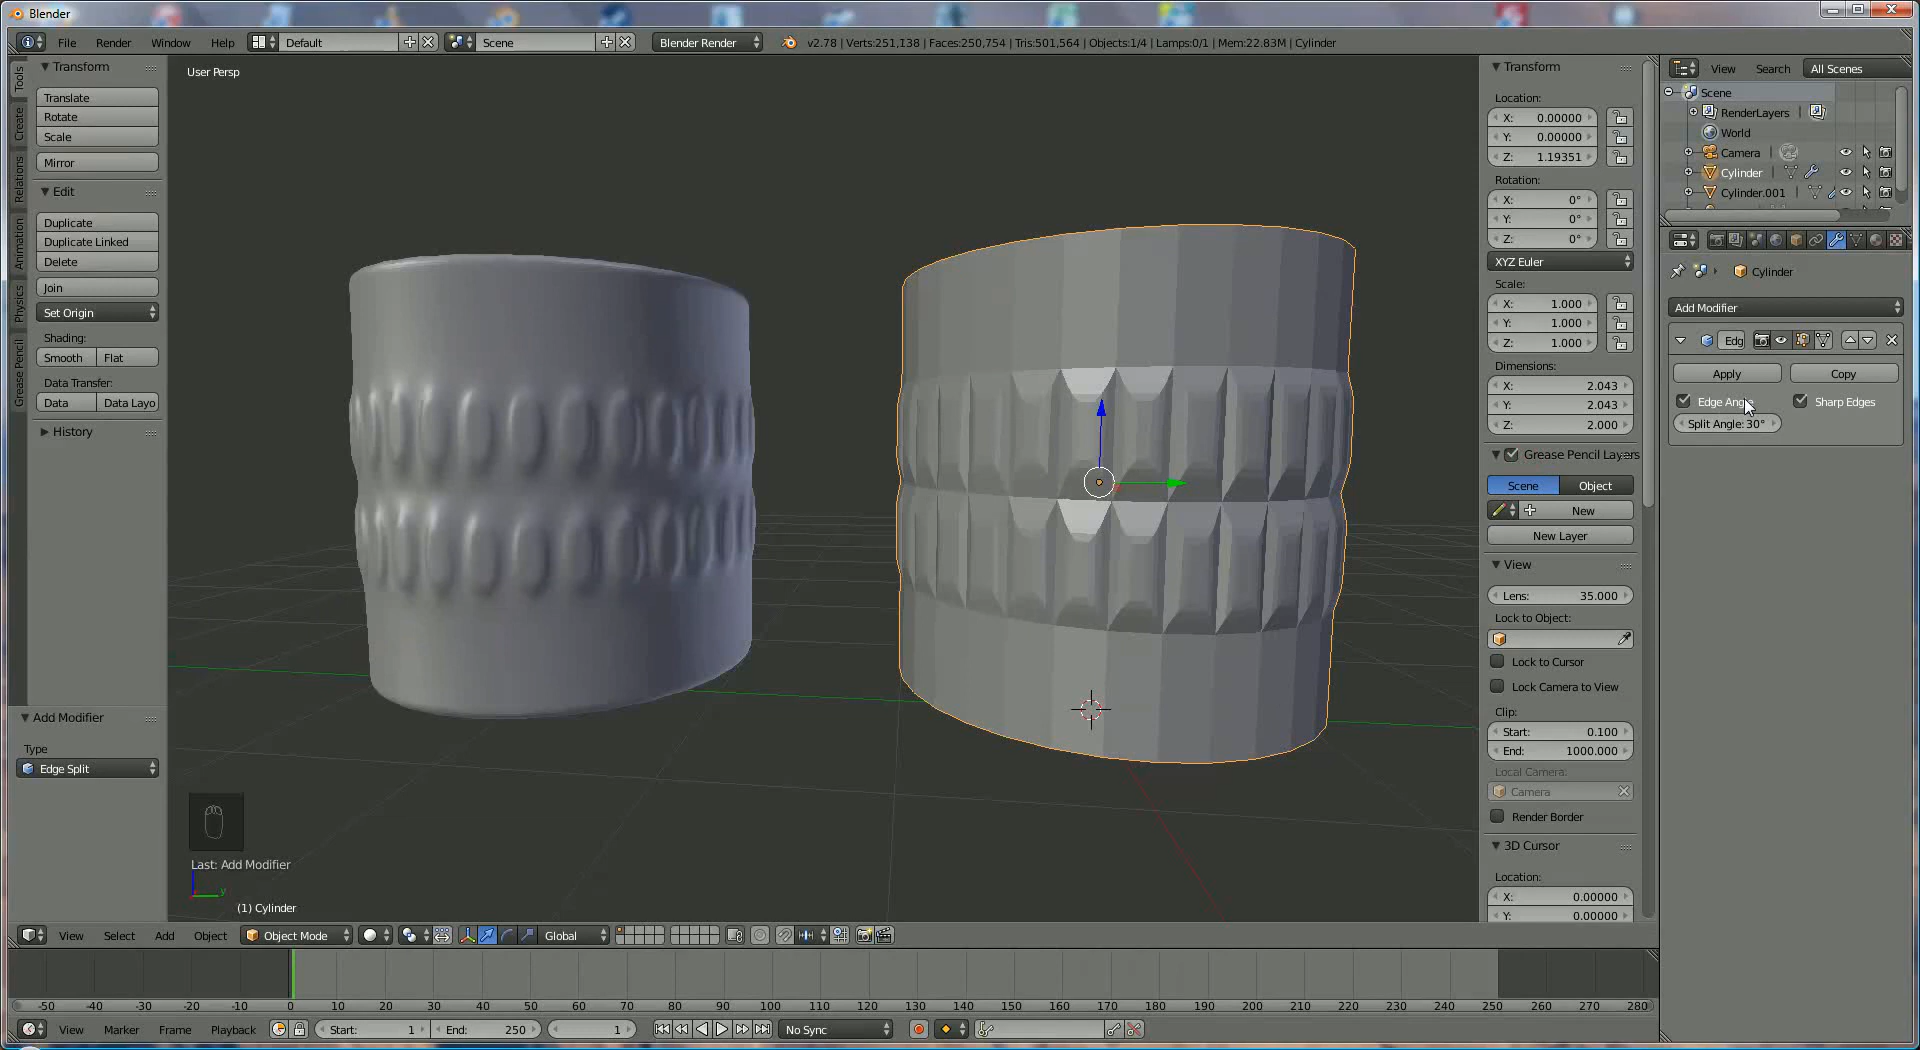 Blender
File Render Window Help Default Scene Blender Render v2.78 | Verts:251,138 | Faces:250,754 | Tris:501,564 | Objects:1/4 | Lamps:0/1 | Mem:22.83M | Cylinder
Tools
Create
Relations
Animation
Physics
Grease Pencil
Transform
Translate
Rotate
Scale
Mirror
Edit
Duplicate
Duplicate Linked
Delete
Join
Set Origin
Shading:
Smooth Flat
Data Transfer:
Data Data Layo
History
Add Modifier
Type
Edge Split
User Persp
Last: Add Modifier
y
(1) Cylinder
Transform
Location:
X: 0.00000
Y: 0.00000
Z: 1.19351
Rotation:
X: 0°
Y: 0°
Z: 0°
XYZ Euler
Scale:
X: 1.000
Y: 1.000
Z: 1.000
Dimensions:
X: 2.043
Y: 2.043
Z: 2.000
Grease Pencil Layers
Scene Object
New
New Layer
View
Lens: 35.000
Lock to Object:
Lock to Cursor
Lock Camera to View
Clip:
Start: 0.100
End: 1000.000
Local Camera:
Camera
Render Border
3D Cursor
Location:
X: 0.00000
Y: 0.00000
View Search All Scenes
Scene
RenderLayers
World
Camera
Cylinder
Cylinder.001
Cylinder
Add Modifier
Edg
Apply Copy
Edge Angle Sharp Edges
Split Angle: 30°
View Select Add Object Object Mode Global
-50 -40 -30 -20 -10 0 10 20 30 40 50 60 70 80 90 100 110 120 130 140 150 160 170 180 190 200 210 220 230 240 250 260 270 280
View Marker Frame Playback Start: 1 End: 250 1 No Sync